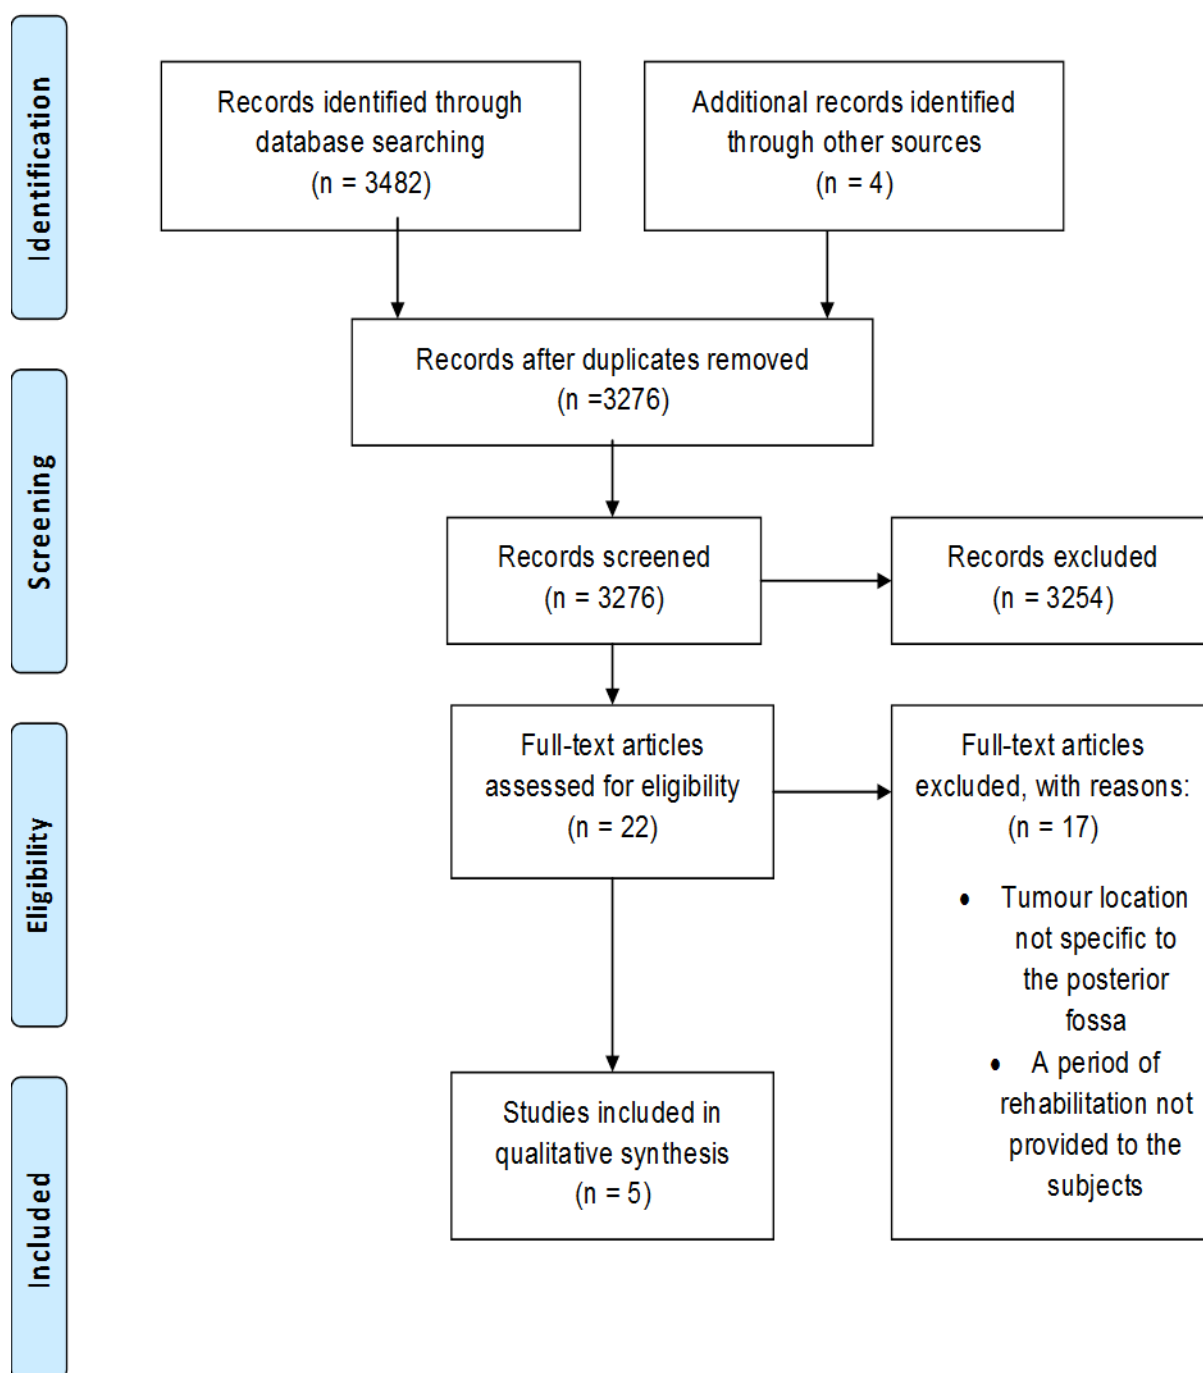 Identification
Records identified through
database searching
(n = 3482)
Additional records identified
through other sources
(n = 4)
Records after duplicates removed
(n =3276)
Screening
Records screened
(n = 3276)
Records excluded
(n = 3254)
Eligibility
Full-text articles
assessed for eligibility
(n = 22)
Full-text articles
excluded, with reasons:
(n = 17)
• Tumour location
not specific to
the posterior
fossa
• A period of
rehabilitation not
provided to the
subjects
Included
Studies included in
qualitative synthesis
(n = 5)